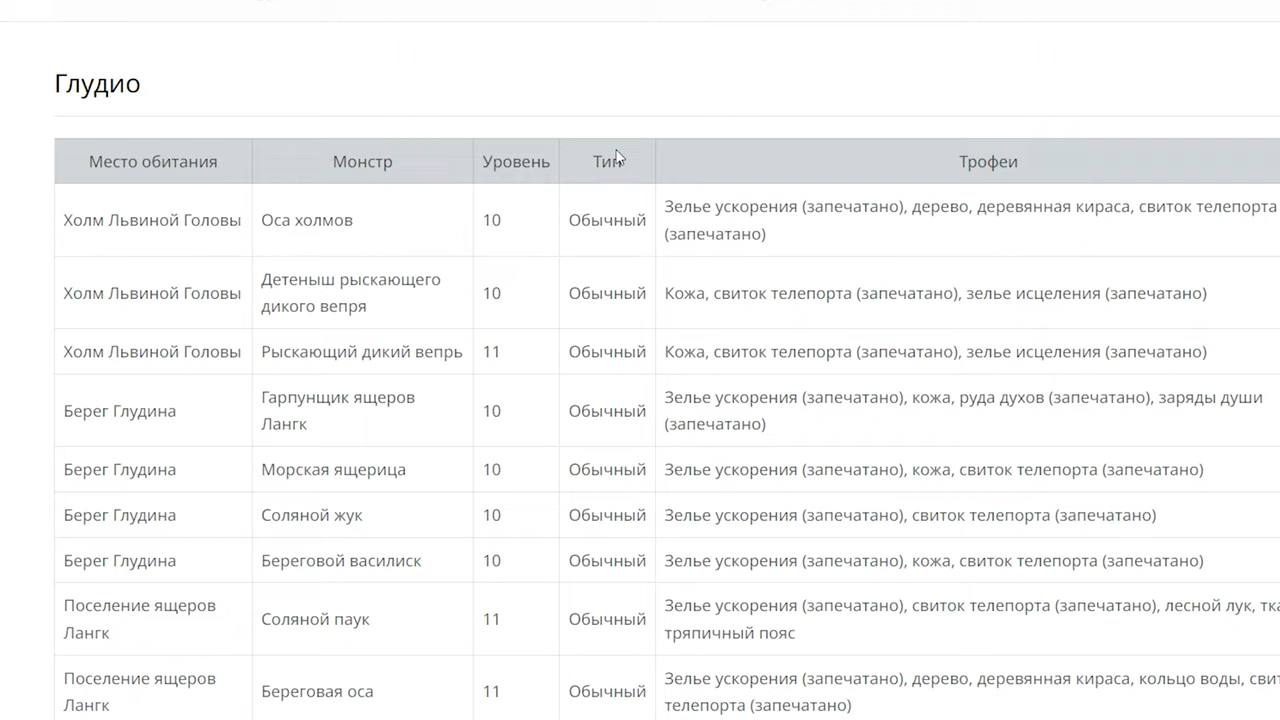 Глудио
Место обитания Монстр Уровень Тип Трофеи
Холм Львиной Головы Оса холмов 10 Обычный Зелье ускорения (запечатано), дерево, деревянная кираса, свиток телепорта
(запечатано)
Холм Львиной Головы Детеныш рыскающего
дикого вепря 10 Обычный Кожа, свиток телепорта (запечатано), зелье исцеления (запечатано)
Холм Львиной Головы Рыскающий дикий вепрь 11 Обычный Кожа, свиток телепорта (запечатано), зелье исцеления (запечатано)
Берег Глудина Гарпунщик ящеров
Лангк 10 Обычный Зелье ускорения (запечатано), кожа, руда духов (запечатано), заряды души
(запечатано)
Берег Глудина Морская ящерица 10 Обычный Зелье ускорения (запечатано), кожа, свиток телепорта (запечатано)
Берег Глудина Соляной жук 10 Обычный Зелье ускорения (запечатано), свиток телепорта (запечатано)
Берег Глудина Береговой василиск 10 Обычный Зелье ускорения (запечатано), кожа, свиток телепорта (запечатано)
Поселение ящеров
Лангк Соляной паук 11 Обычный Зелье ускорения (запечатано), свиток телепорта (запечатано), лесной лук,
тряпичный пояс
Поселение ящеров
Лангк Береговая оса 11 Обычный Зелье ускорения (запечатано), дерево, деревянная кираса, кольцо воды,
телепорта (запечатано)